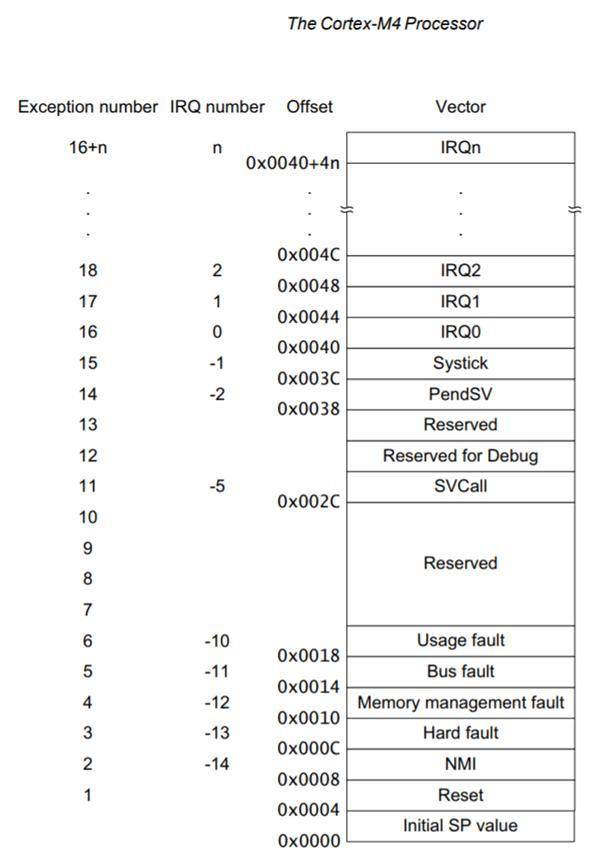 The Cortex-M4 Processor
Exception number IRQ number Offset Vector
16+n n IRQn
0x0040+4n
. . .
. . .
. . .
0x004C
18 2 IRQ2
0x0048
17 1 IRQ1
0x0044
16 0 IRQ0
0x0040
15 -1 Systick
0x003C
14 -2 PendSV
0x0038
13 Reserved
12 Reserved for Debug
11 -5 SVCall
0x002C
10
9
Reserved
8
7
6 -10 Usage fault
0x0018
5 -11 Bus fault
0x0014
4 -12 Memory management fault
0x0010
3 -13 Hard fault
0x000C
2 -14 NMI
0x0008
1 Reset
0x0004
Initial SP value
0x0000